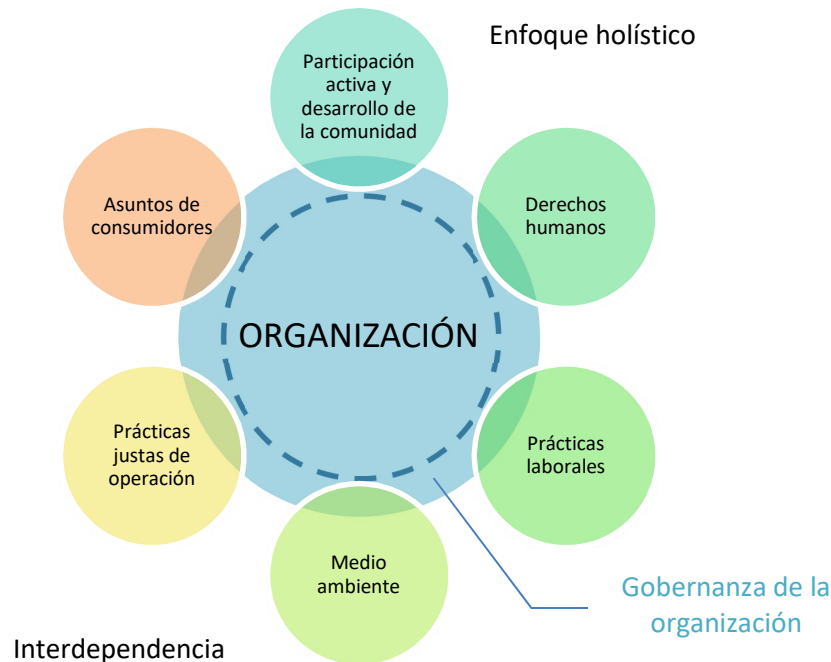 Enfoque holístico
Participación
activa y
desarrollo de
la comunidad
Asuntos de
consumidores
Derechos
humanos
ORGANIZACIÓN
Prácticas
justas de
operación
Prácticas
laborales
Medio
ambiente
Gobernanza de la
organización
Interdependencia